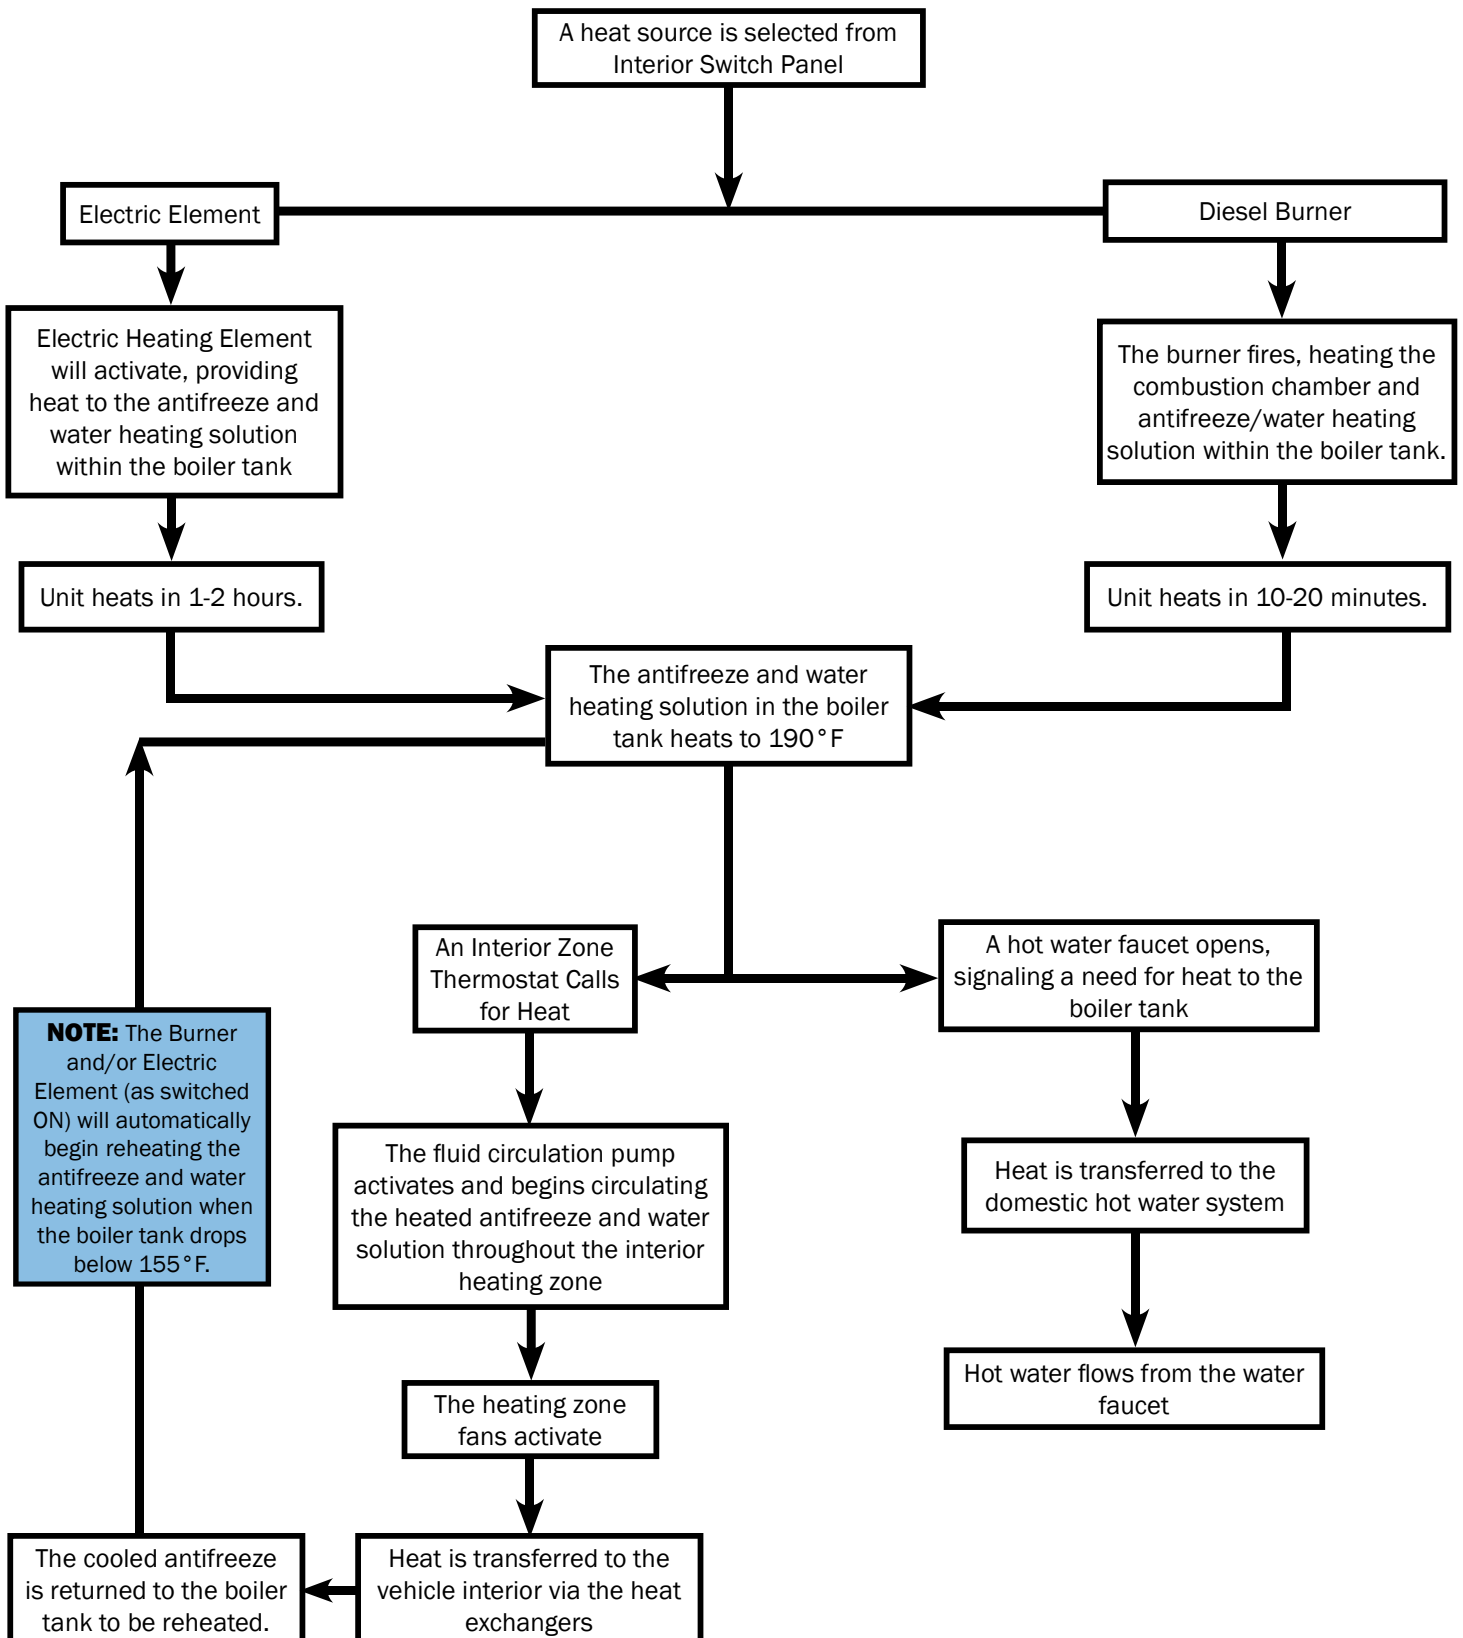 A heat source is selected from
Interior Switch Panel
Electric Element
Diesel Burner
Electric Heating Element
will activate, providing
heat to the antifreeze and
water heating solution
within the boiler tank
The burner fires, heating the
combustion chamber and
antifreeze/water heating
solution within the boiler tank.
Unit heats in 1-2 hours.
Unit heats in 10-20 minutes.
The antifreeze and water
heating solution in the boiler
tank heats to 190°F
An Interior Zone
Thermostat Calls
for Heat
A hot water faucet opens,
signaling a need for heat to the
boiler tank
NOTE: The Burner
and/or Electric
Element (as switched
ON) will automatically
begin reheating the
antifreeze and water
heating solution when
the boiler tank drops
below 155°F.
The fluid circulation pump
activates and begins circulating
the heated antifreeze and water
solution throughout the interior
heating zone
Heat is transferred to the
domestic hot water system
The heating zone
fans activate
Hot water flows from the water
faucet
The cooled antifreeze
is returned to the boiler
tank to be reheated.
Heat is transferred to the
vehicle interior via the heat
exchangers